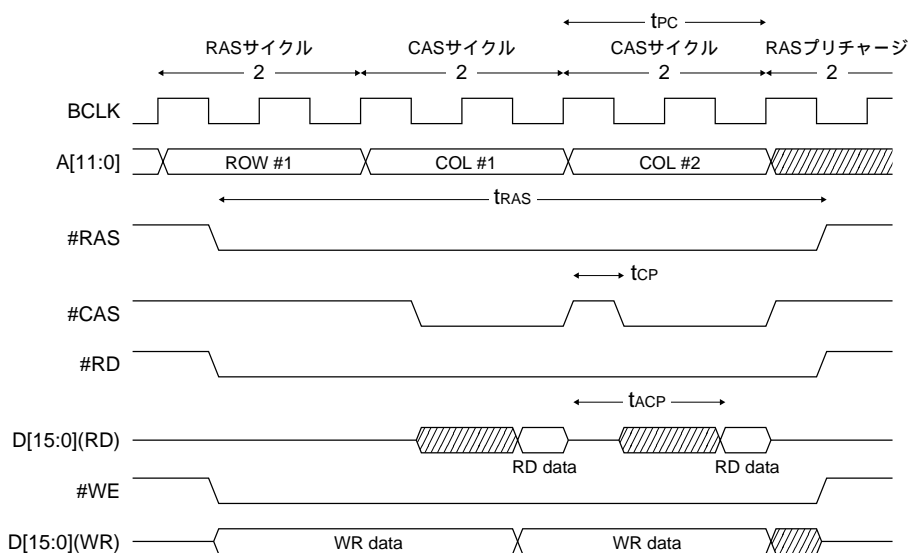 tPC
RASサイクル CASサイクル CASサイクル RASプリチャージ
2 2 2 2
BCLK
A[11:0] ROW #1 COL #1 COL #2
tRAS
#RAS
tCP
#CAS
#RD
tACP
D[15:0](RD)
RD data RD data
#WE
D[15:0](WR) WR data WR data